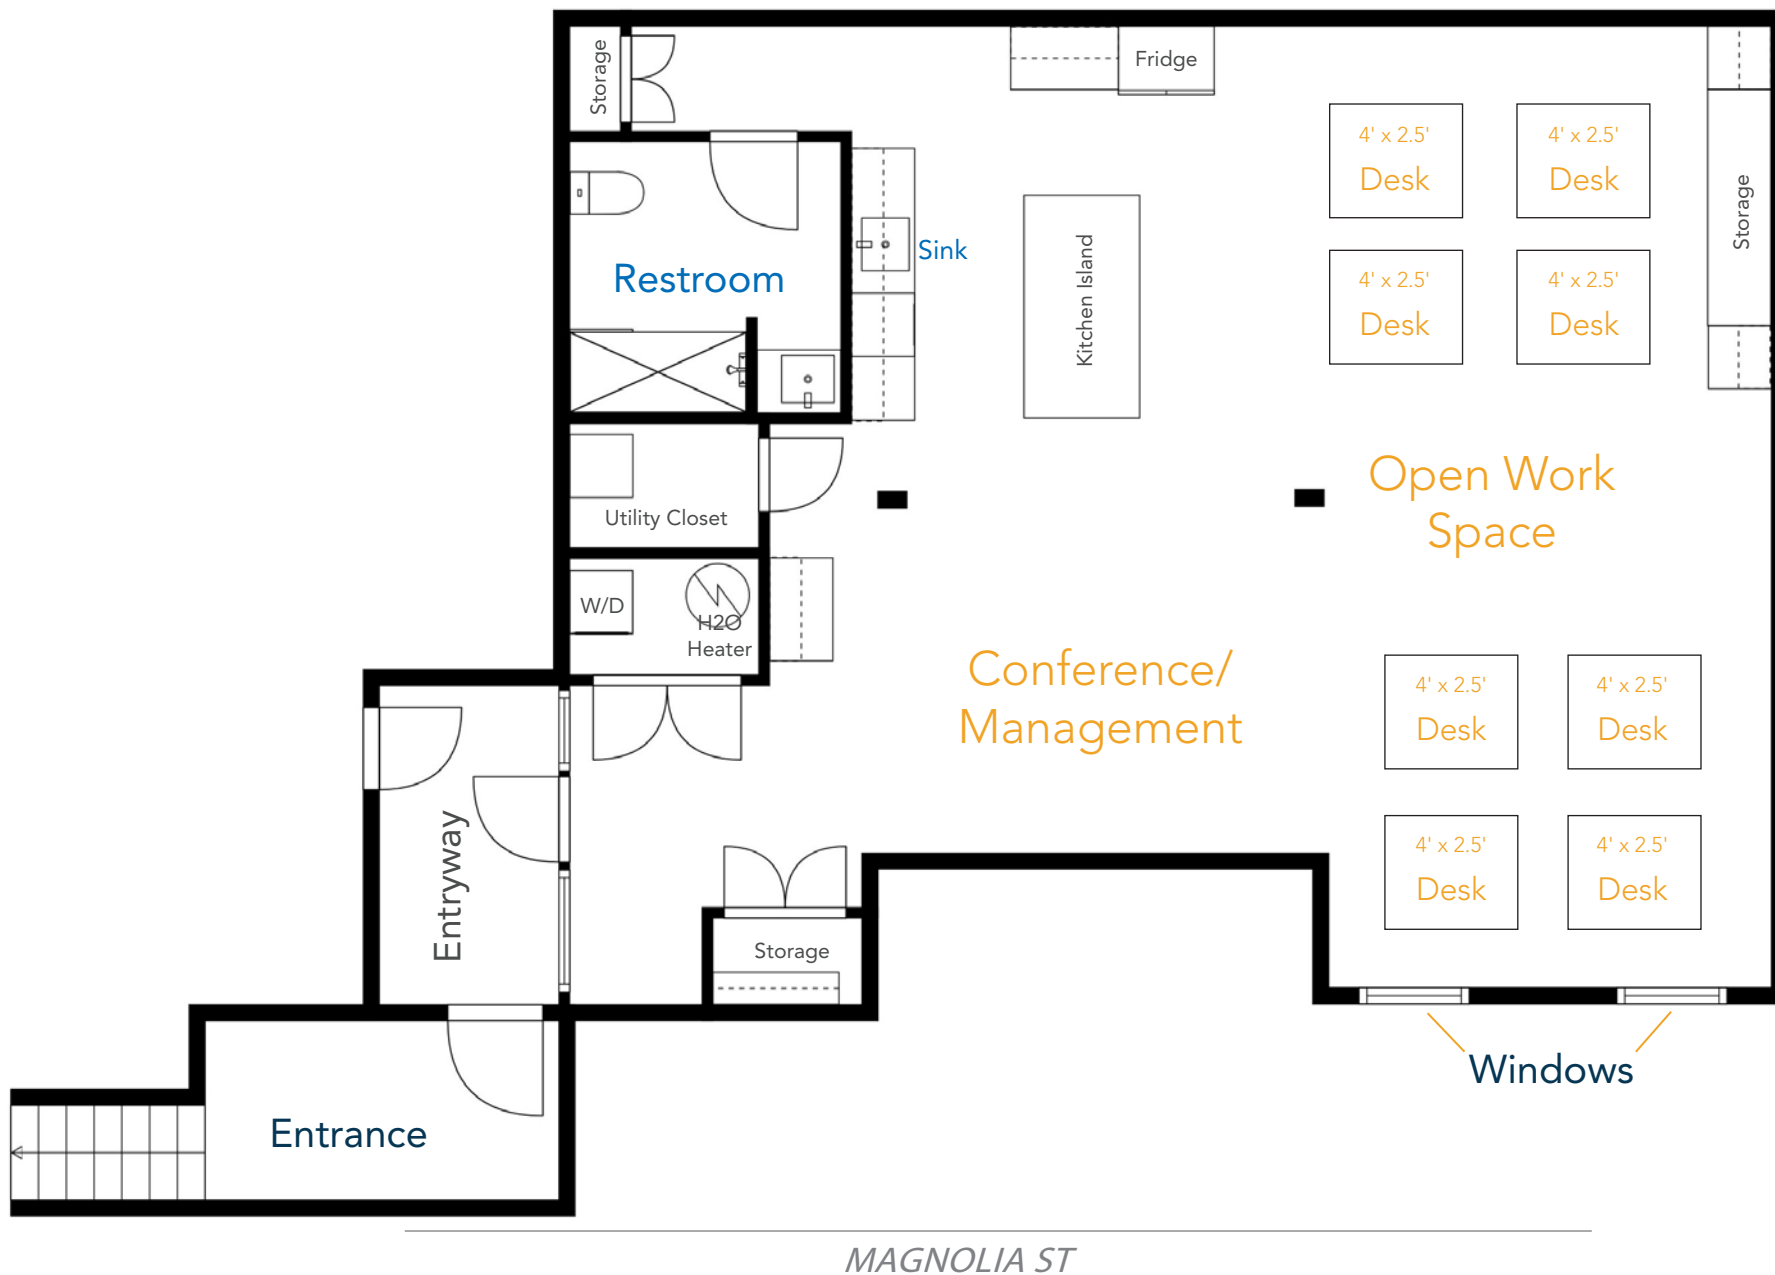 Storage
Fridge
4' x 2.5'
Desk
4' x 2.5'
Desk
Storage
Sink
Restroom
Kitchen Island
4' x 2.5'
Desk
4' x 2.5'
Desk
Open Work
Space
Utility Closet
W/D
H2O
Heater
Conference/
Management
4' x 2.5'
Desk
4' x 2.5'
Desk
Entryway
4' x 2.5'
Desk
4' x 2.5'
Desk
Storage
Windows
Entrance
MAGNOLIA ST